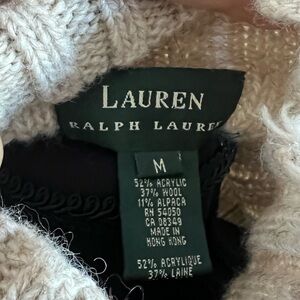 LAUREN
RALPH LAUREN
M
52% ACRYLIC
37% WOOL
11% ALPACA
RN 54050
CA 08349
MADE IN
HONG KONG
52% ACRYLIQUE
37% LAINE